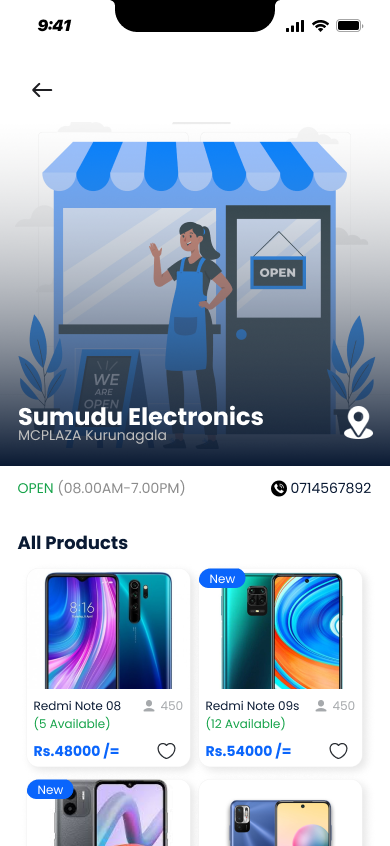 9:41
OPEN
WE
ARE
OPEN
Sumudu Electronics
MCPLAZA Kurunagala
OPEN (08.00AM-7.00PM) 0714567892
All Products
8:16
New
Redmi Note 08 450
(5 Available)
Rs.48000 /=
Redmi Note 09s 450
(12 Available)
Rs.54000 /=
New